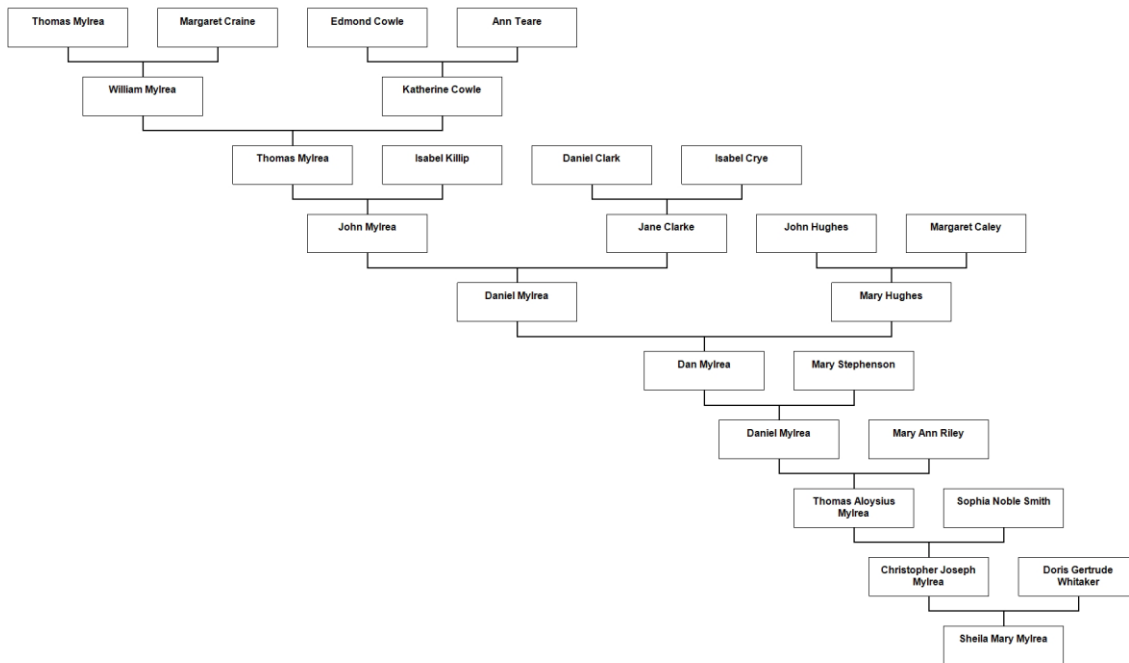 Thomas Mylrea
Margaret Craine
Edmond Cowle
Ann Teare
William Mylrea
Katherine Cowle
Thomas Mylrea
Isabel Killip
Daniel Clark
Isabel Crye
John Mylrea
Jane Clarke
John Hughes
Margaret Caley
Daniel Mylrea
Mary Hughes
Dan Mylrea
Mary Stephenson
Daniel Mylrea
Mary Ann Riley
Thomas Aloysius
Mylrea
Sophia Noble Smith
Christopher Joseph
Mylrea
Doris Gertrude
Whitaker
Sheila Mary Mylrea